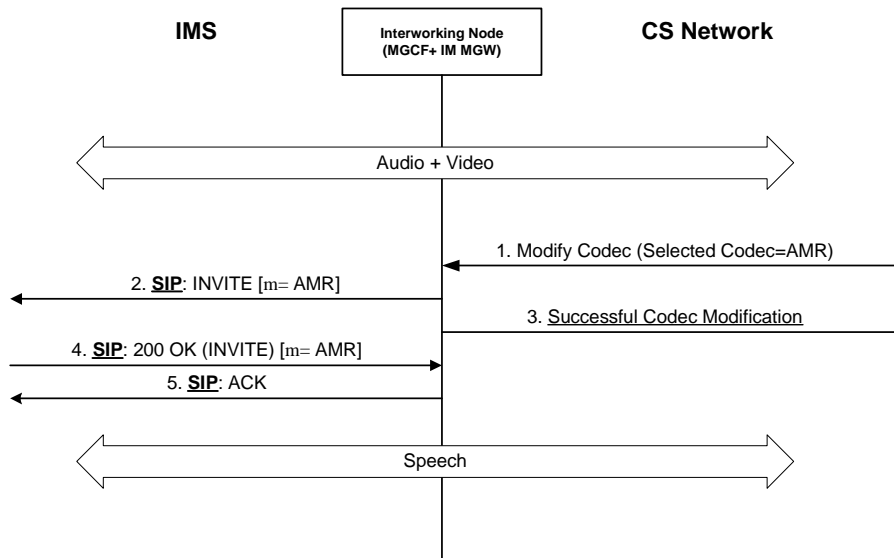 IMS
Interworking Node
(MGCF+ IM MGW)
CS Network
Audio + Video
1. Modify Codec (Selected Codec=AMR)
2. SIP: INVITE [m= AMR]
3. Successful Codec Modification
4. SIP: 200 OK (INVITE) [m= AMR]
5. SIP: ACK
Speech